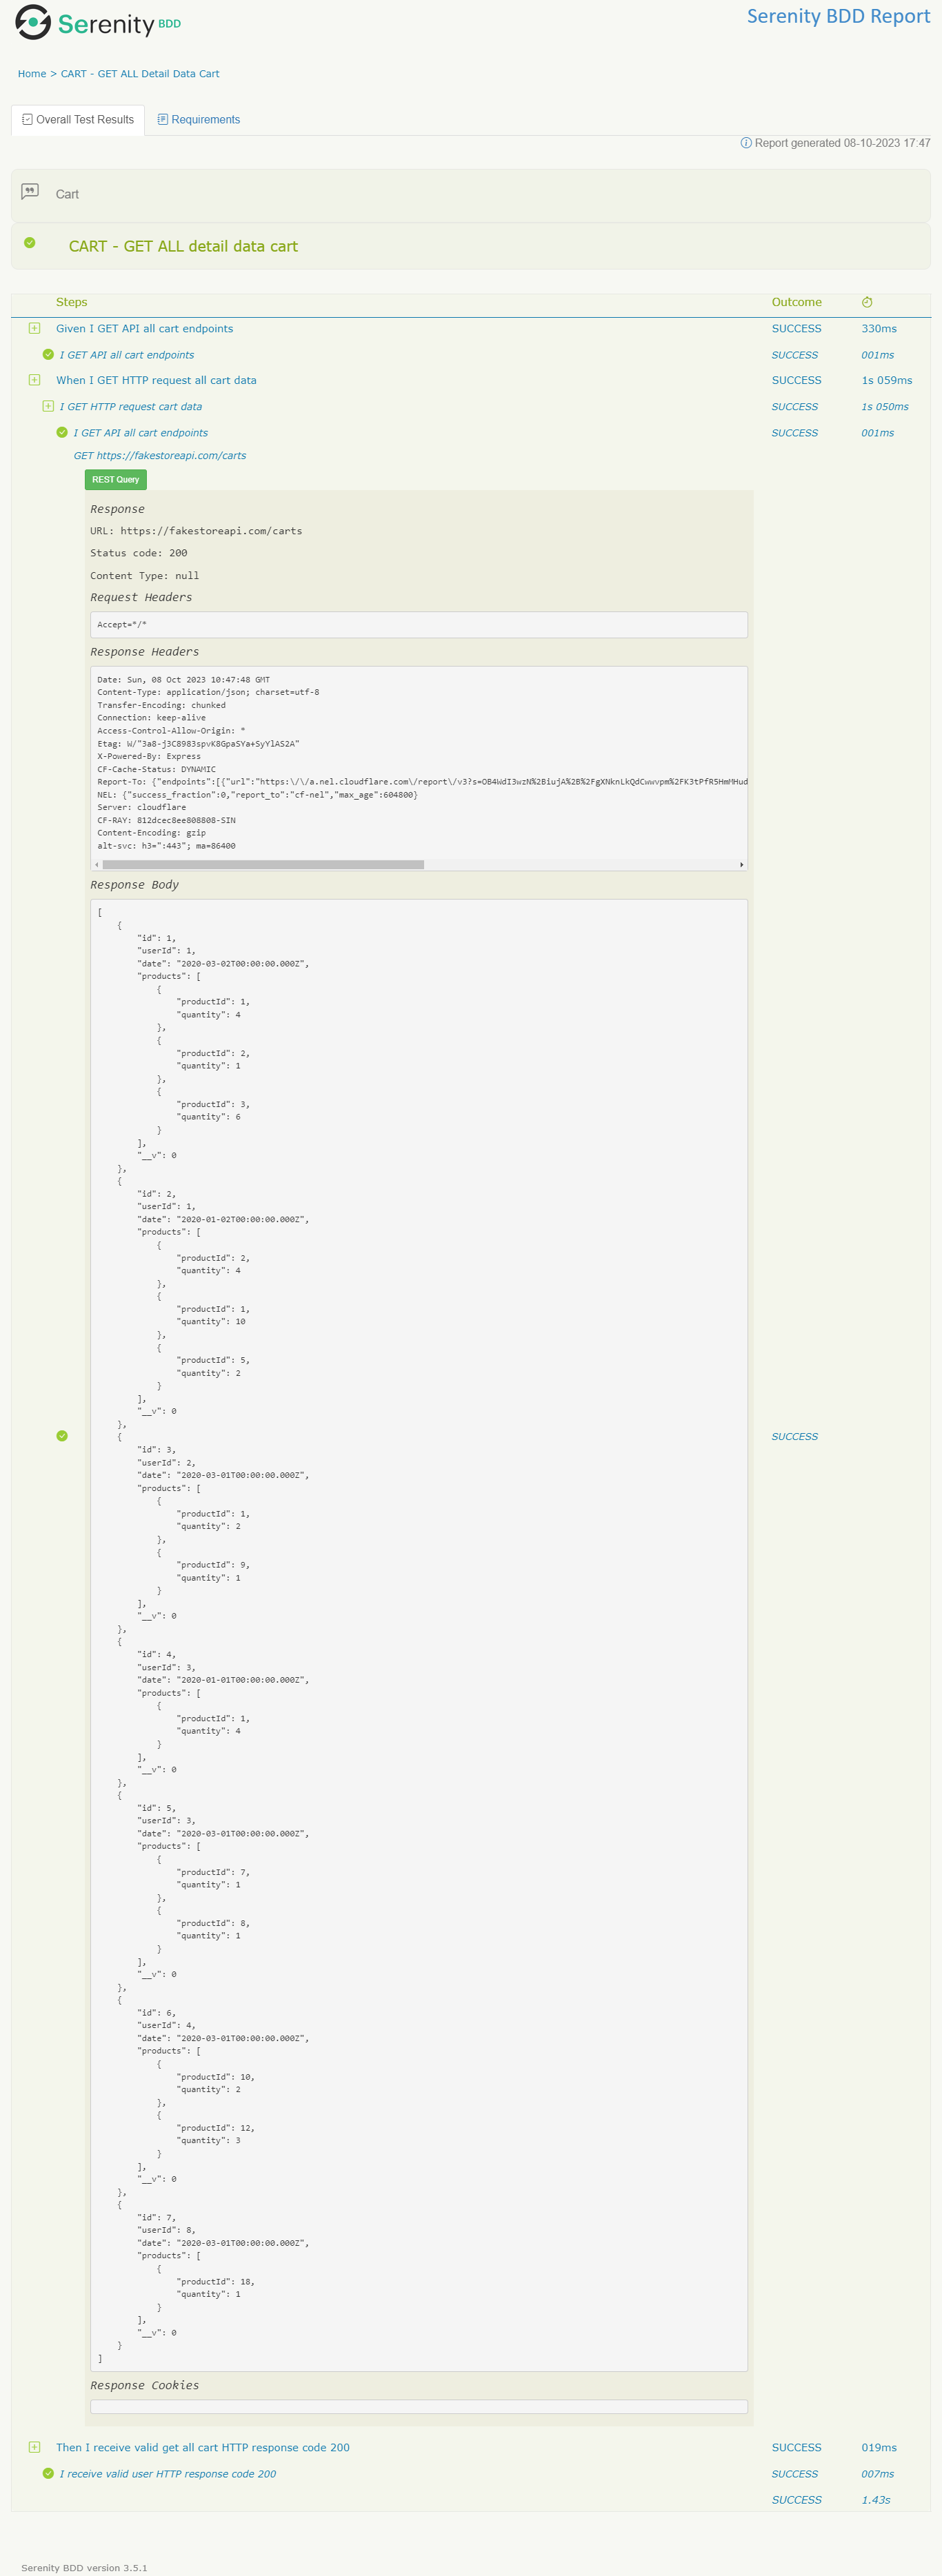 Serenity BDD
Serenity BDD Report
Home > CART - GET ALL Detail Data Cart
Overall Test Results Requirements
Report generated 08-10-2023 17:47
Cart
CART - GET ALL detail data cart
Steps Outcome
Given I GET API all cart endpoints SUCCESS 330ms
I GET API all cart endpoints SUCCESS 001ms
When I GET HTTP request all cart data SUCCESS 1s 059ms
I GET HTTP request cart data SUCCESS 1s 050ms
I GET API all cart endpoints SUCCESS 001ms
GET https://fakestoreapi.com/carts
REST Query
Response
URL: https://fakestoreapi.com/carts
Status code: 200
Content Type: null
Request Headers
Accept=*/*
Response Headers
Date: Sun, 08 Oct 2023 10:47:48 GMT
Content-Type: application/json; charset=utf-8
Transfer-Encoding: chunked
Connection: keep-alive
Access-Control-Allow-Origin: *
Etag: W/"3a8-j3C8983spvK8GpaSYa+SyYlAS2A"
X-Powered-By: Express
CF-Cache-Status: DYNAMIC
Report-To: {"endpoints":[{"url":"https:\/\/a.nel.cloudflare.com\/report\/v3?s=OB4WdI3wzN%2BiujA%2B%2FgXNknLkQdCwwvpm%2FK3tPfR5HmMHud
NEL: {"success_fraction":0,"report_to":"cf-nel","max_age":604800}
Server: cloudflare
CF-RAY: 812dcec8ee808808-SIN
Content-Encoding: gzip
alt-svc: h3=":443"; ma=86400
Response Body
[
{
"id": 1,
"userId": 1,
"date": "2020-03-02T00:00:00.000Z",
"products": [
{
"productId": 1,
"quantity": 4
},
{
"productId": 2,
"quantity": 1
},
{
"productId": 3,
"quantity": 6
}
],
"__v": 0
},
{
"id": 2,
"userId": 1,
"date": "2020-01-02T00:00:00.000Z",
"products": [
{
"productId": 2,
"quantity": 4
},
{
"productId": 1,
"quantity": 10
},
{
"productId": 5,
"quantity": 2
}
],
"__v": 0
},
{ SUCCESS
"id": 3,
"userId": 2,
"date": "2020-03-01T00:00:00.000Z",
"products": [
{
"productId": 1,
"quantity": 2
},
{
"productId": 9,
"quantity": 1
}
],
"__v": 0
},
{
"id": 4,
"userId": 3,
"date": "2020-01-01T00:00:00.000Z",
"products": [
{
"productId": 1,
"quantity": 4
}
],
"__v": 0
},
{
"id": 5,
"userId": 3,
"date": "2020-03-01T00:00:00.000Z",
"products": [
{
"productId": 7,
"quantity": 1
},
{
"productId": 8,
"quantity": 1
}
],
"__v": 0
},
{
"id": 6,
"userId": 4,
"date": "2020-03-01T00:00:00.000Z",
"products": [
{
"productId": 10,
"quantity": 2
},
{
"productId": 12,
"quantity": 3
}
],
"__v": 0
},
{
"id": 7,
"userId": 8,
"date": "2020-03-01T00:00:00.000Z",
"products": [
{
"productId": 18,
"quantity": 1
}
],
"__v": 0
}
]
Response Cookies
Then I receive valid get all cart HTTP response code 200 SUCCESS 019ms
I receive valid user HTTP response code 200 SUCCESS 007ms
SUCCESS 1.43s
Serenity BDD version 3.5.1